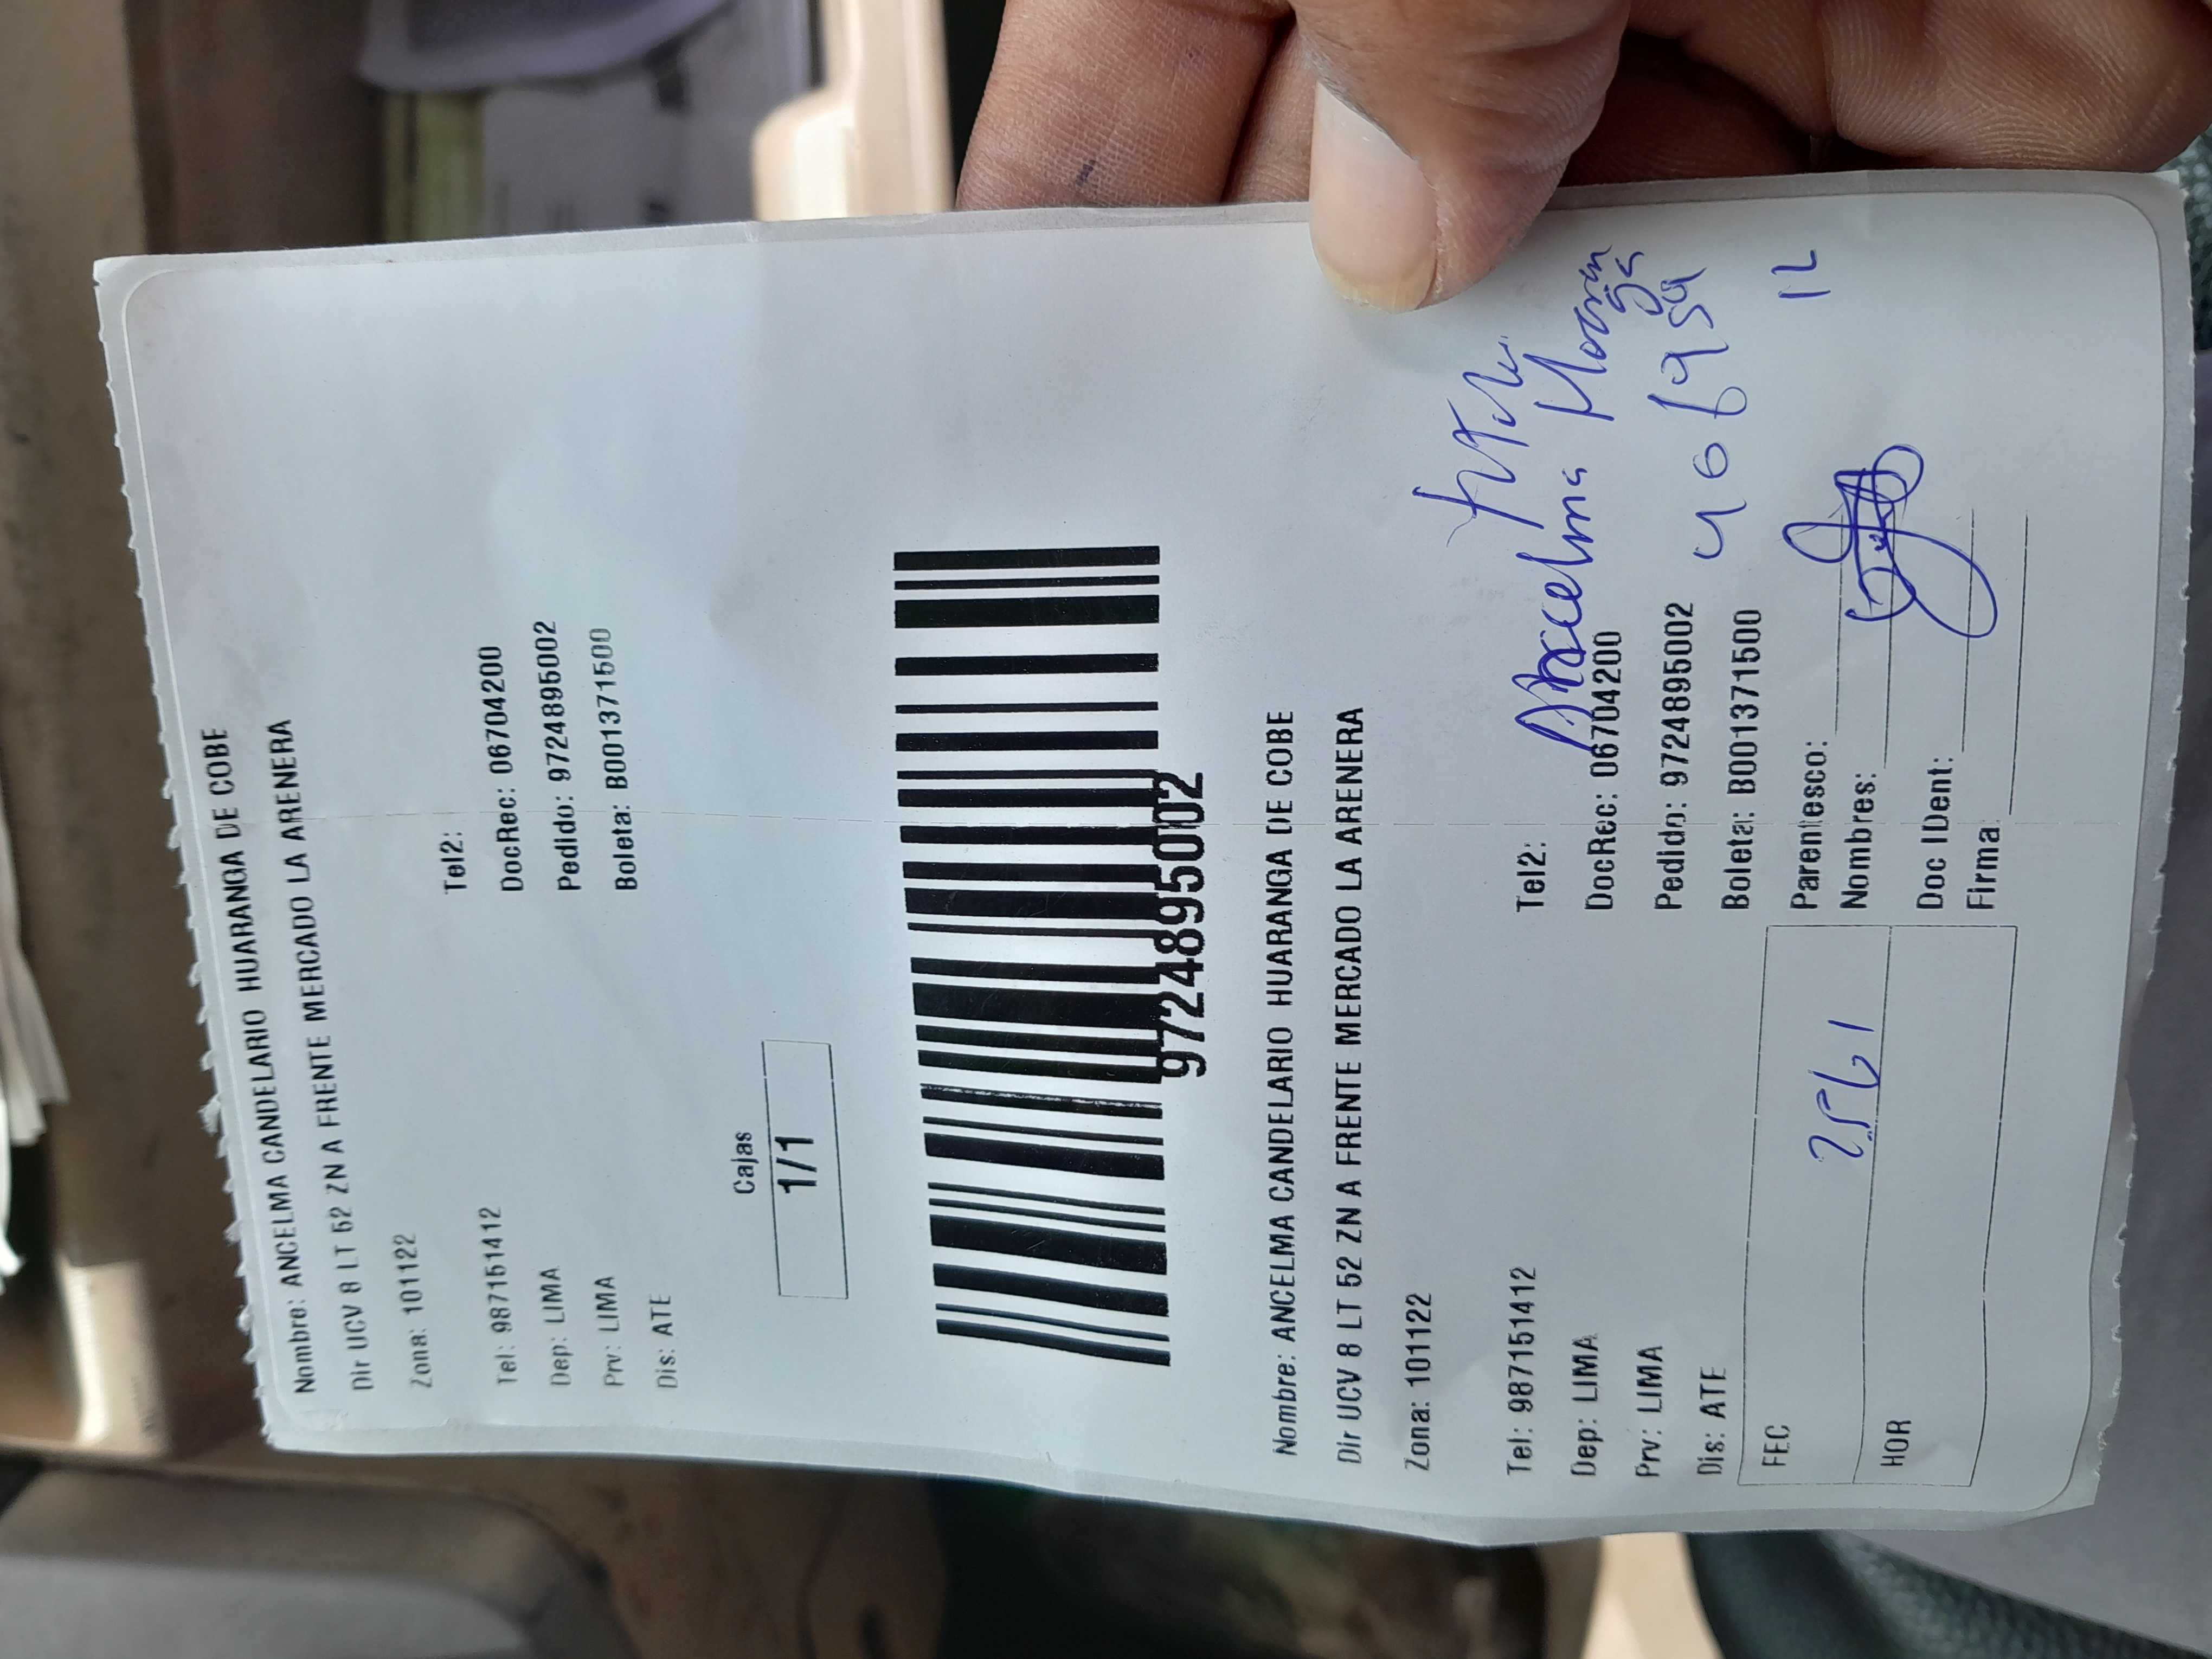 Nombre: ANCELMA CANDELARIO HUARANGA DE COBE
Dir UCV 8 LT 52 ZN A FRENTE MERCADO LA ARENERA
Zona: 101122
Tel: 987151412 Tel2:
Dep: LIMA DocRec: 06704200
Prv: LIMA Pedido: 9724895002
Dis: ATE Boleta: B001371500
Cajas
1/1
9724895002
Nombre: ANCELMA CANDELARIO HUARANGA DE COBE
Dir UCV 8 LT 52 ZN A FRENTE MERCADO LA ARENERA
Zona: 101122
Tel: 987151412 Tel2:
Ancelma
Dep: LIMA DocRec: 06704200
Prv: LIMA Pedido: 9724895002
Dis: ATE Boleta: B001371500
FEC Parentesco:
Nombres:
HOR Doc IDent:
Firma: